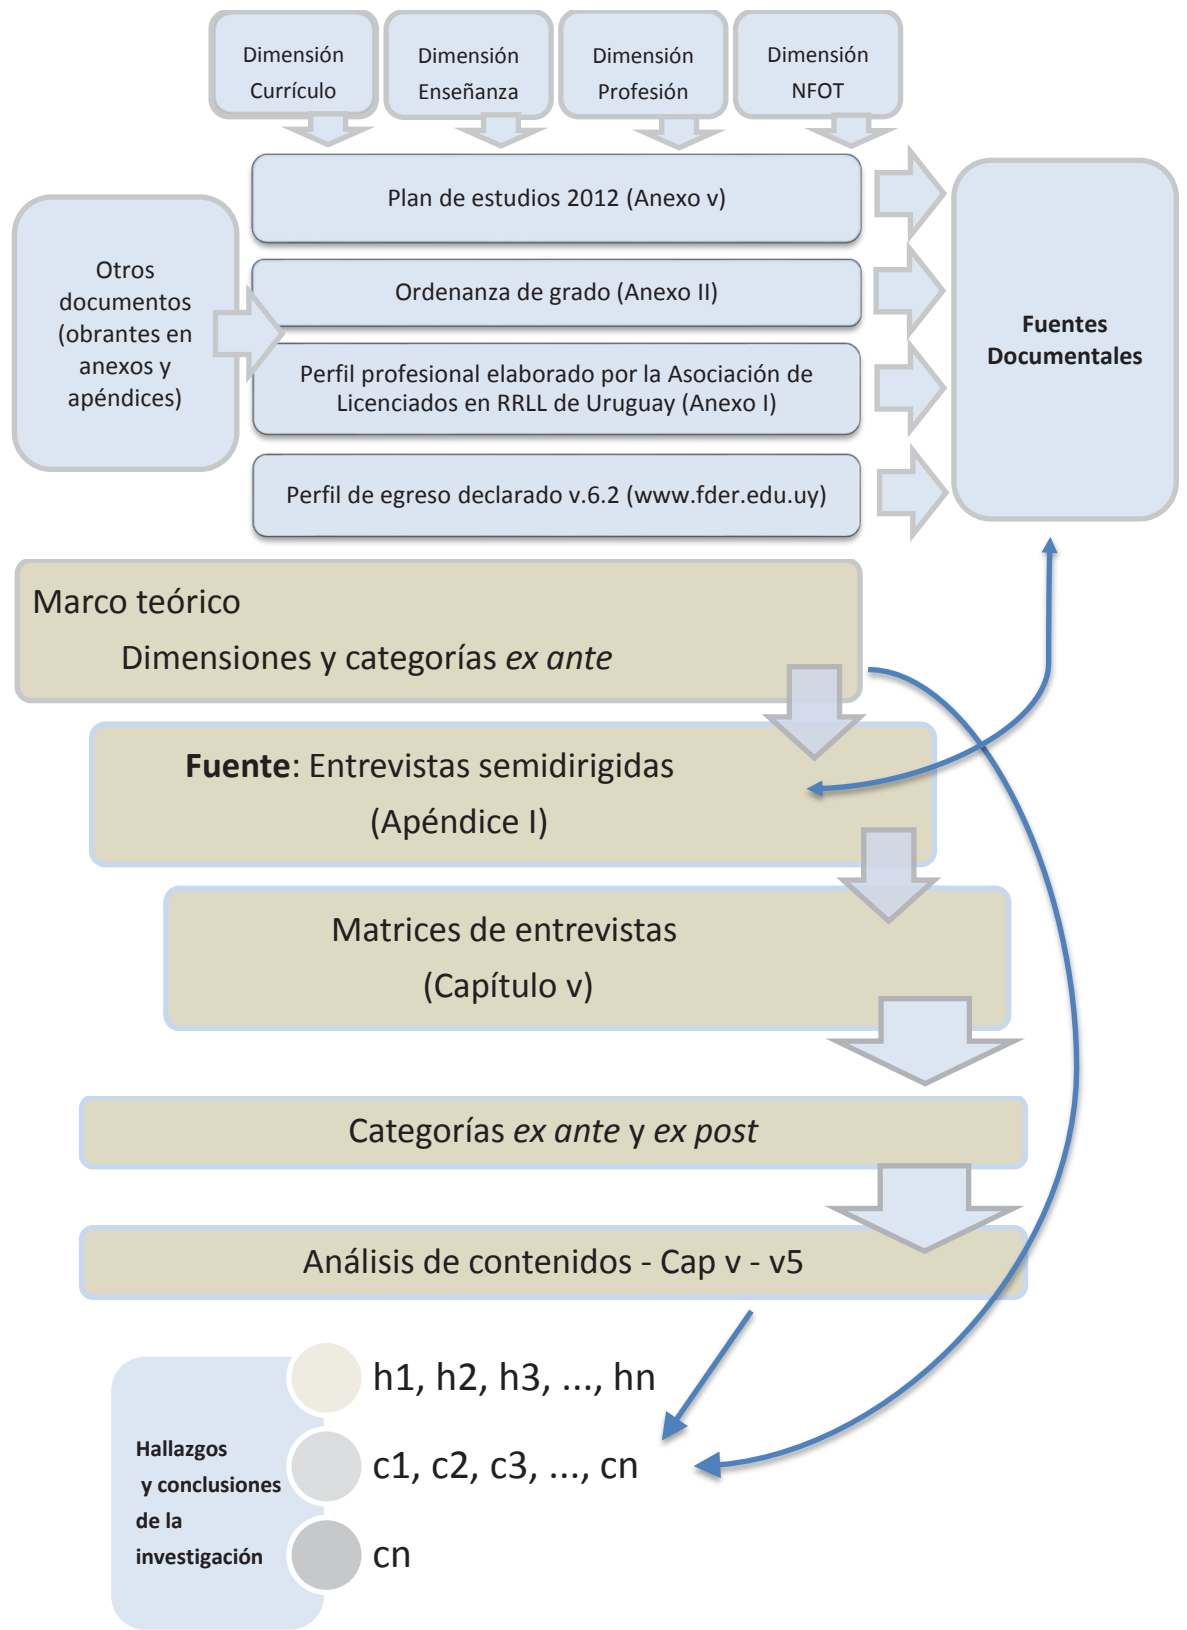 Dimensión
Currículo
Dimensión
Enseñanza
Dimensión
Profesión
Dimensión
NFOT
Plan de estudios 2012 (Anexo v)
Otros
documentos
(obrantes en
anexos y
apéndices)
Ordenanza de grado (Anexo II)
Perfil profesional elaborado por la Asociación de
Licenciados en RRLL de Uruguay (Anexo I)
Perfil de egreso declarado v.6.2 (www.fder.edu.uy)
Fuentes
Documentales
Marco teórico
Dimensiones y categorías ex ante
Fuente: Entrevistas semidirigidas
(Apéndice I)
Matrices de entrevistas
(Capítulo v)
Categorías ex ante y ex post
Análisis de contenidos - Cap v - v5
Hallazgos
y conclusiones
de la
investigación
h1, h2, h3, ..., hn
c1, c2, c3, ..., cn
cn